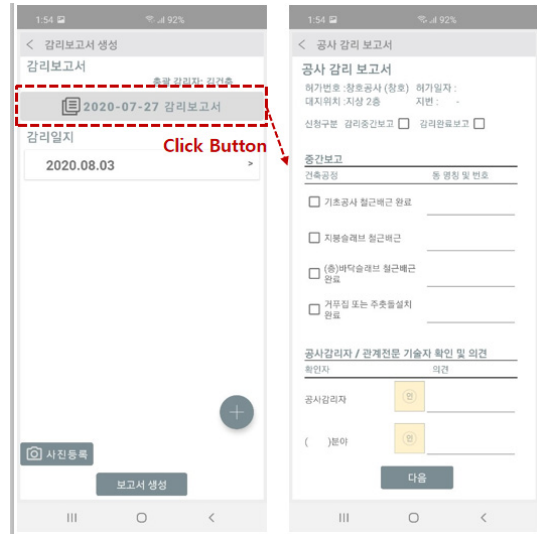 1:54 92%
< 감리보고서 생성
감리보고서
총괄 감리자: 김건축
2020-07-27 감리보고서
감리일지
Click Button
2020.08.03 >
+
사진등록
보고서 생성
1:54 92%
< 공사 감리 보고서
공사 감리 보고서
허가번호 :창호공사 (창호) 허가일자 :
대지위치 :지상 2층 지번 : -
신청구분 감리중간보고 감리완료보고
중간보고
건축공정 동 명칭 및 번호
기초공사 철근배근 완료
지붕슬래브 철근배근
(층)바닥슬래브 철근배근
완료
거푸집 또는 주춧돌설치
완료
공사감리자 / 관계전문 기술자 확인 및 의견
확인자 의견
공사감리자 인
( )분야 인
다음